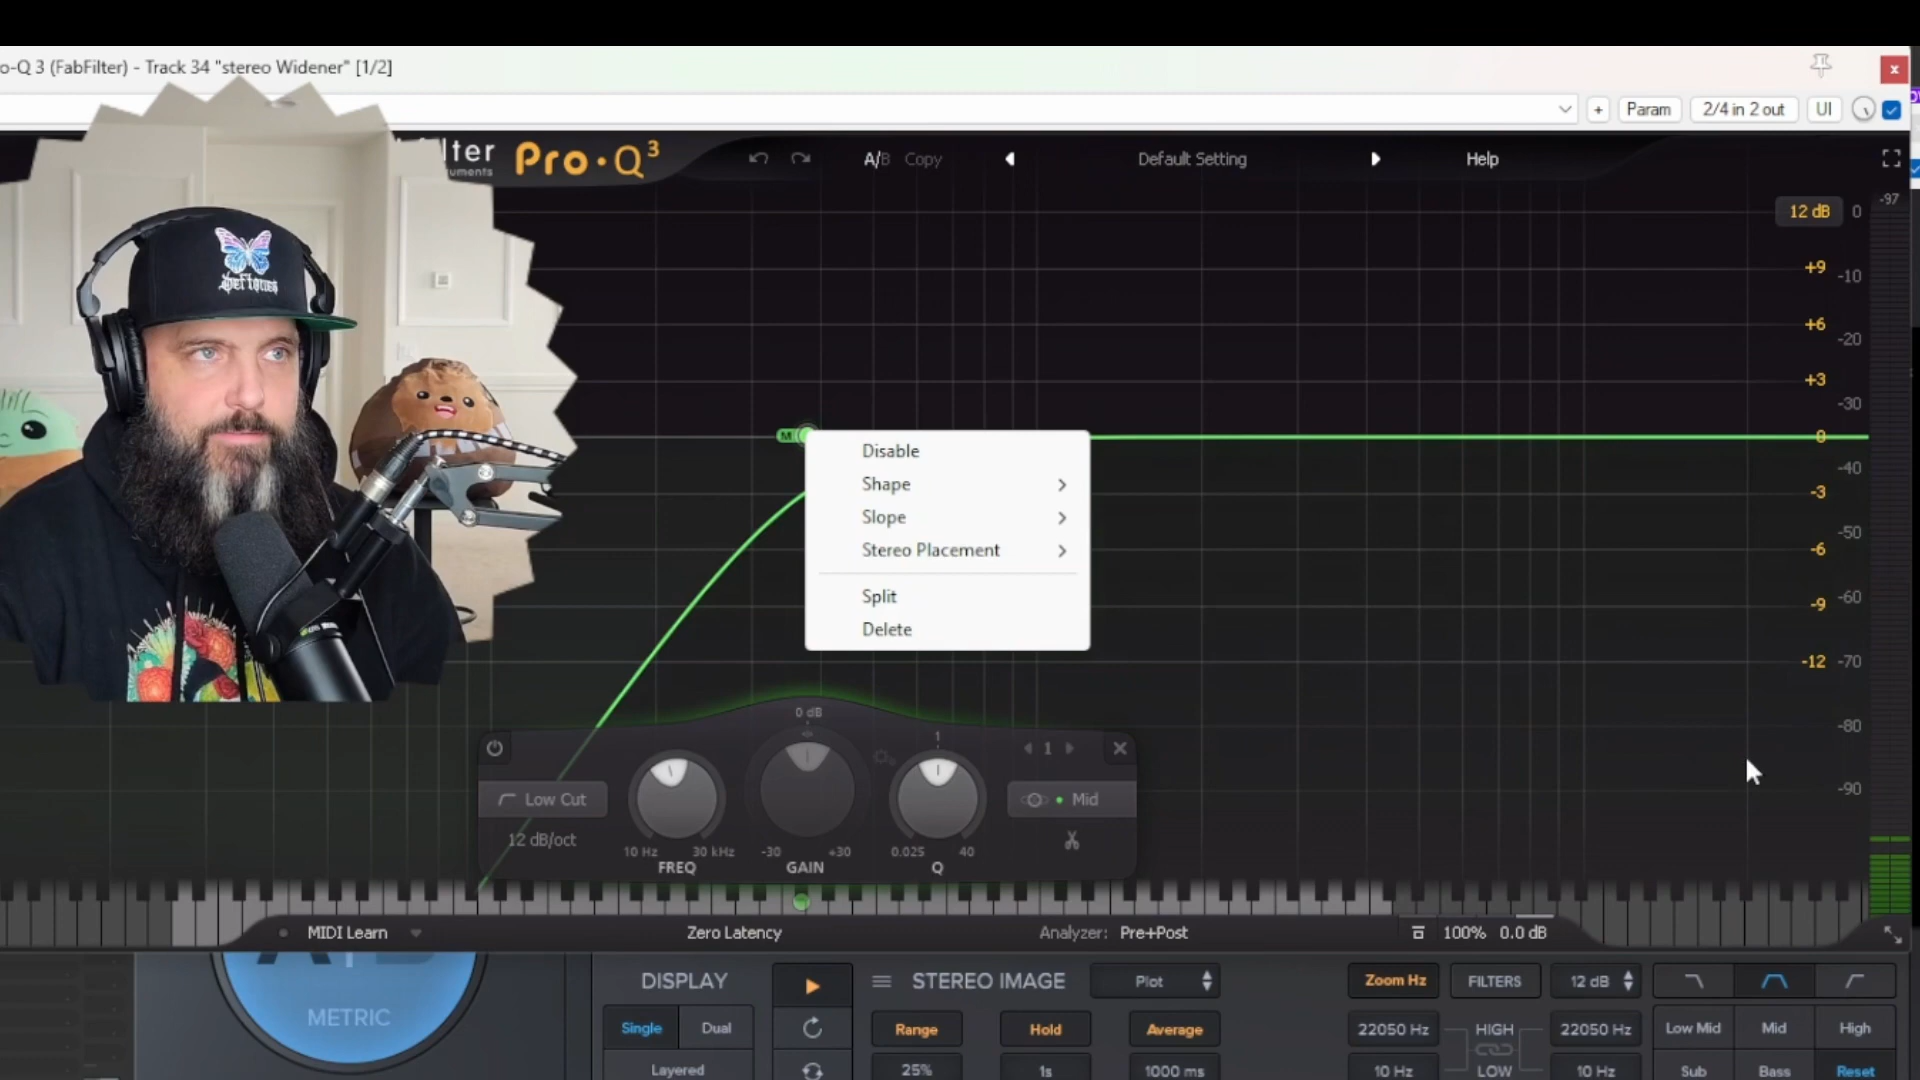 o-Q 3 (FabFilter) - Track 34 "stereo Widener" [1/2]
+ Param 2/4 in 2 out UI
Pro·Q3
A/B Copy Default Setting Help
-97
12 dB 0
+9 -10
+6 -20
+3 -30
0
-40
-3
-50
-6
-9 -60
-12 -70
-80
-90
deftones
M
Disable
Shape
Slope
Stereo Placement
Split
Delete
0 dB
1
1
Low Cut
Mid
12 dB/oct
10 Hz 30 kHz -30 +30 0.025 40
FREQ GAIN Q
MIDI Learn Zero Latency Analyzer: Pre+Post 100% 0.0 dB
METRIC
DISPLAY STEREO IMAGE Plot Zoom Hz FILTERS 12 dB
Single Dual Range Hold Average 22050 Hz HIGH 22050 Hz Low Mid Mid High
Layered 25% 1s 1000 ms 10 Hz LOW 10 Hz Sub Bass Reset